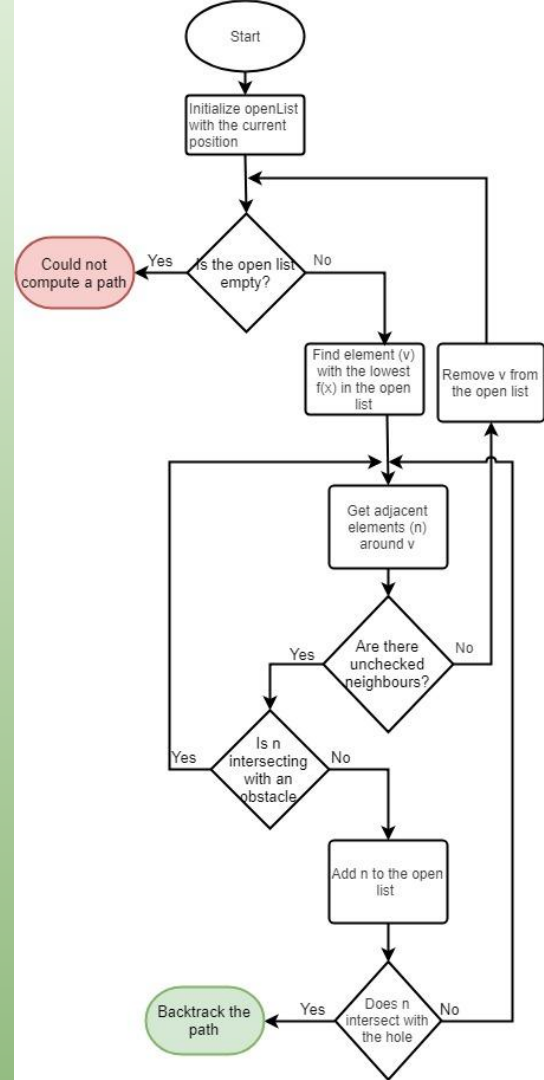 Start
Initialize openList
with the current
position
Could not
compute a path
Yes
Is the open list
empty?
No
Find element (v)
with the lowest
f(x) in the open
list
Remove v from
the open list
Get adjacent
elements (n)
around v
Yes
Are there
unchecked
neighbours?
No
Yes
Is n
intersecting
with an
obstacle
No
Add n to the open
list
Backtrack the
path
Yes
Does n
intersect with
the hole
No